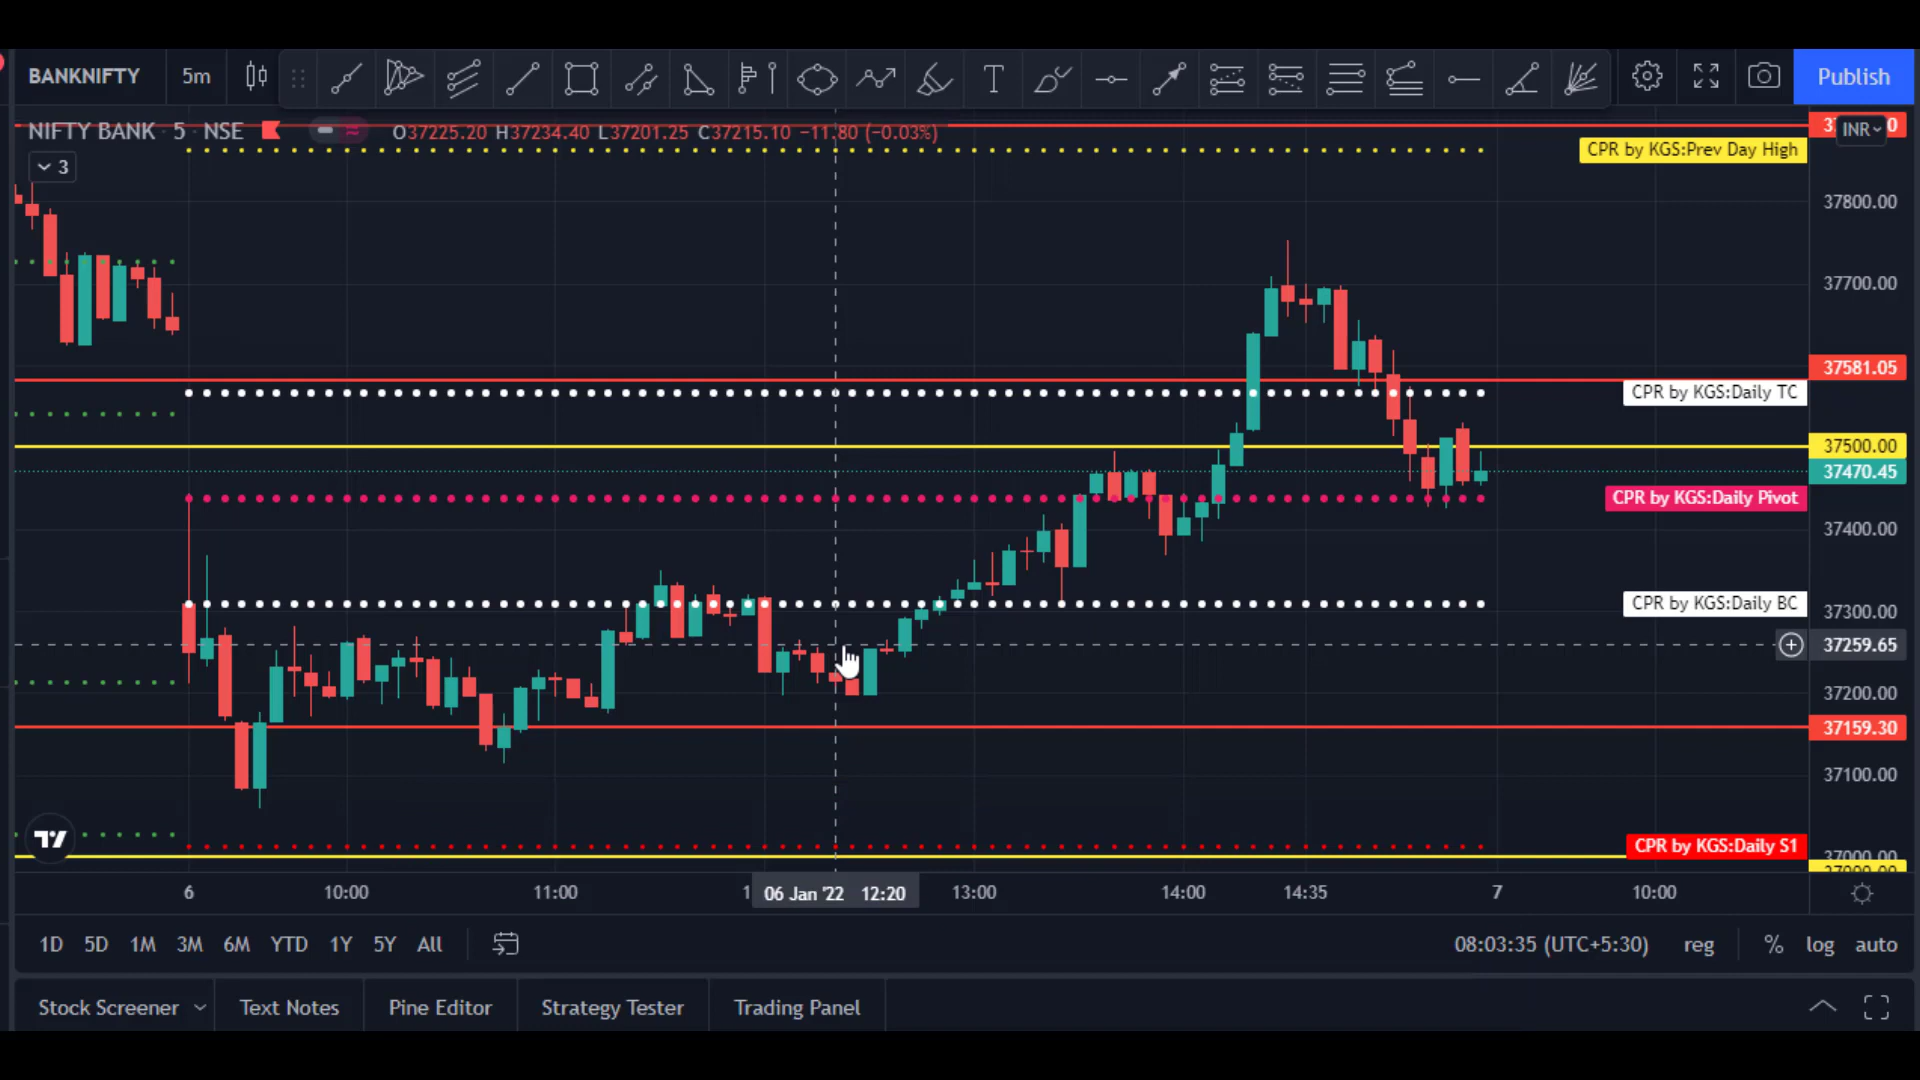 BANKNIFTY 5m Publish
NIFTY BANK · 5 · NSE O37225.20 H37234.40 L37201.25 C37215.10 −11.80 (−0.03%)
INR
3
CPR by KGS:Prev Day High
37800.00
37700.00
37581.05
CPR by KGS:Daily TC
37500.00
37470.45
CPR by KGS:Daily Pivot
37400.00
CPR by KGS:Daily BC
37300.00
37259.65
37200.00
37159.30
37100.00
CPR by KGS:Daily S1
37000.00
6 10:00 11:00 06 Jan '22 12:20 13:00 14:00 14:35 7 10:00
1D 5D 1M 3M 6M YTD 1Y 5Y All 08:03:35 (UTC+5:30) reg % log auto
Stock Screener Text Notes Pine Editor Strategy Tester Trading Panel